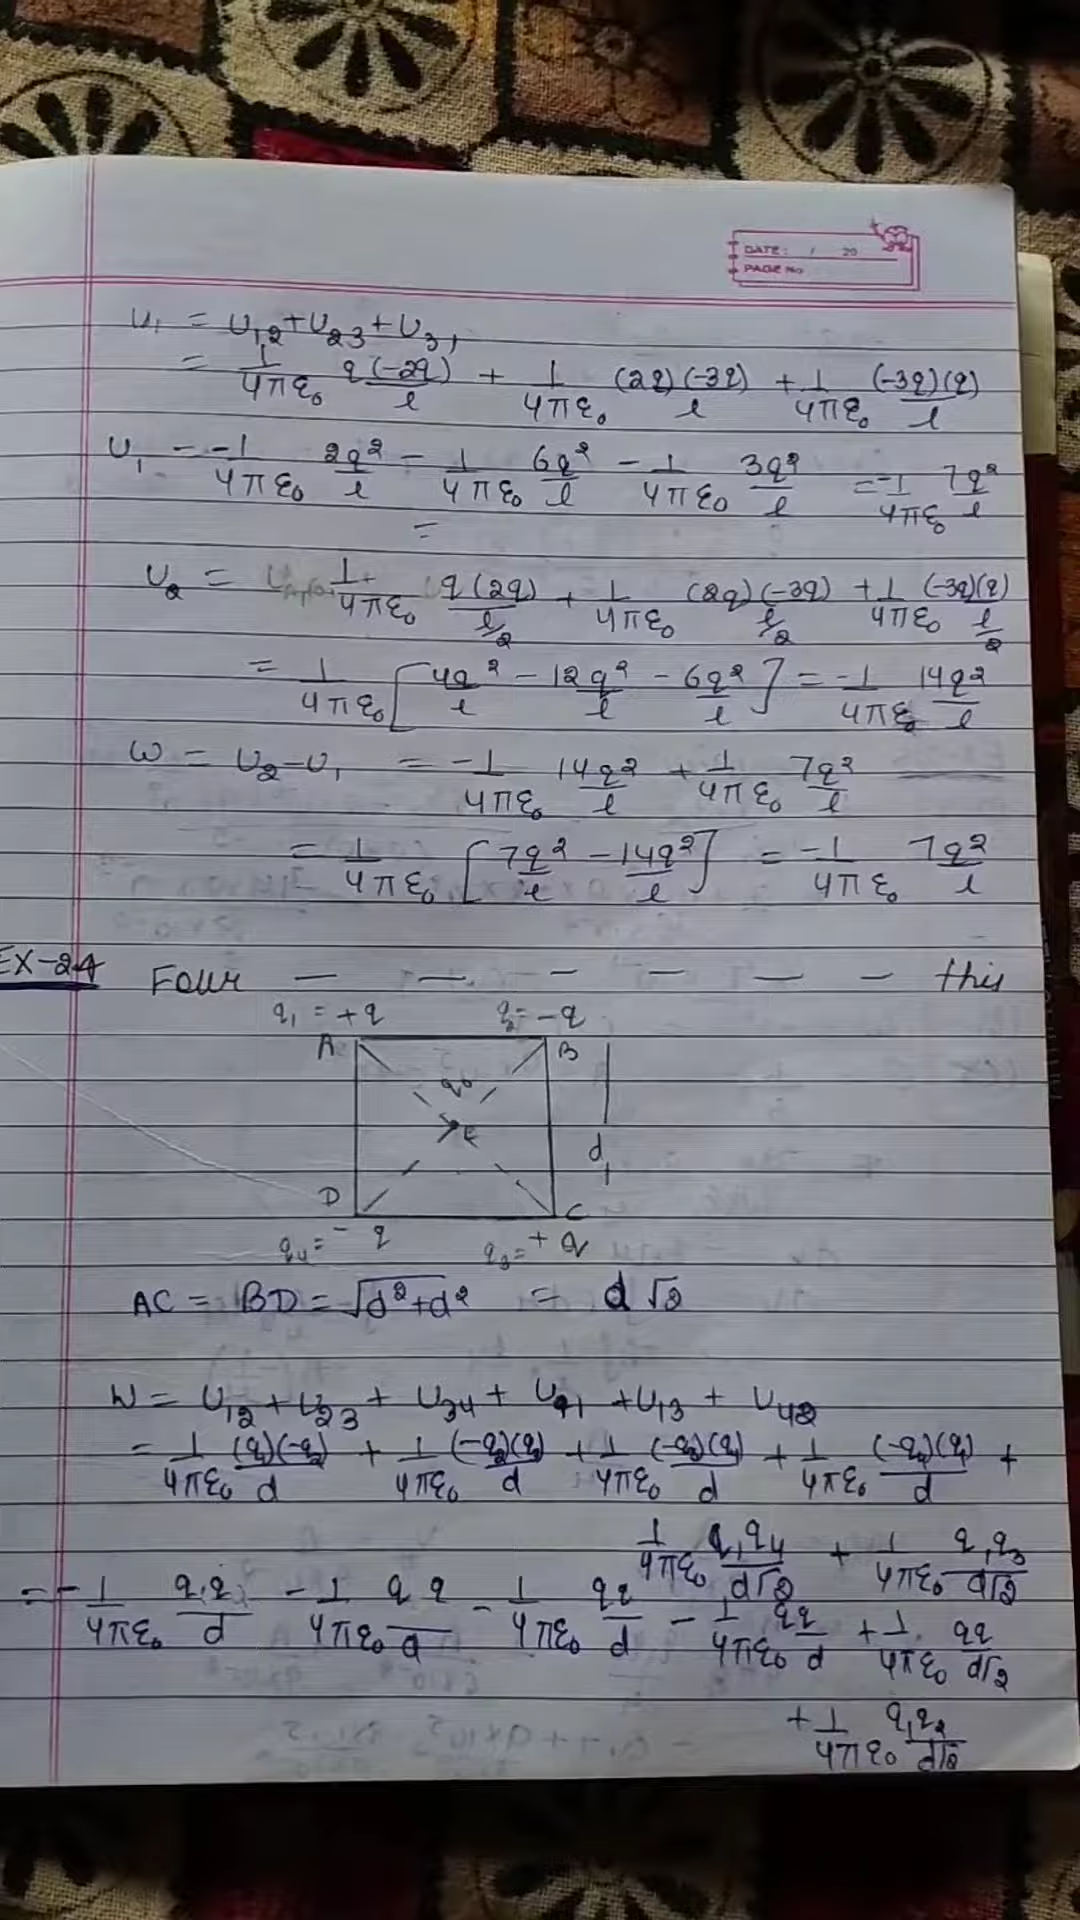 DATE: / 20
PAGE NO
U₁ = U₁₂ + U₂₃ + U₃₁
= 1/4πε₀ q(-2q)/l + 1/4πε₀ (2q)(-3q)/l + 1/4πε₀ (-3q)(q)/l
U₁ = -1/4πε₀ 2q²/l - 1/4πε₀ 6q²/l - 1/4πε₀ 3q²/l = -1/4πε₀ 7q²/l
=
U₂ = 1/4πε₀ q(2q)/l/2 + 1/4πε₀ (2q)(-3q)/l/2 + 1/4πε₀ (-3q)(q)/l/2
= 1/4πε₀ [4q²/l - 12q²/l - 6q²/l] = -1/4πε₀ 14q²/l
W = U₂ - U₁ = -1/4πε₀ 14q²/l + 1/4πε₀ 7q²/l
= 1/4πε₀ [7q²/l - 14q²/l] = -1/4πε₀ 7q²/l
EX-24 Four — — — — — — this
q₁ = +q q₂ = -q
A B
E
d
D C
q₄ = - q q₃ = + q
AC = BD = √d²+d² = d√2
W = U₁₂ + U₂₃ + U₃₄ + U₄₁ + U₁₃ + U₄₂
= 1/4πε₀ (q)(-q)/d + 1/4πε₀ (-q)(q)/d + 1/4πε₀ (-q)(q)/d + 1/4πε₀ (-q)(q)/d +
1/4πε₀ q₁q₄/d√2 + 1/4πε₀ q₁q₃/d√2
= -1/4πε₀ q.q/d - 1/4πε₀ q q/d - 1/4πε₀ qq/d - 1/4πε₀ qq/d + 1/4πε₀ qq/d√2
+ 1/4πε₀ q₁q₂/d√2